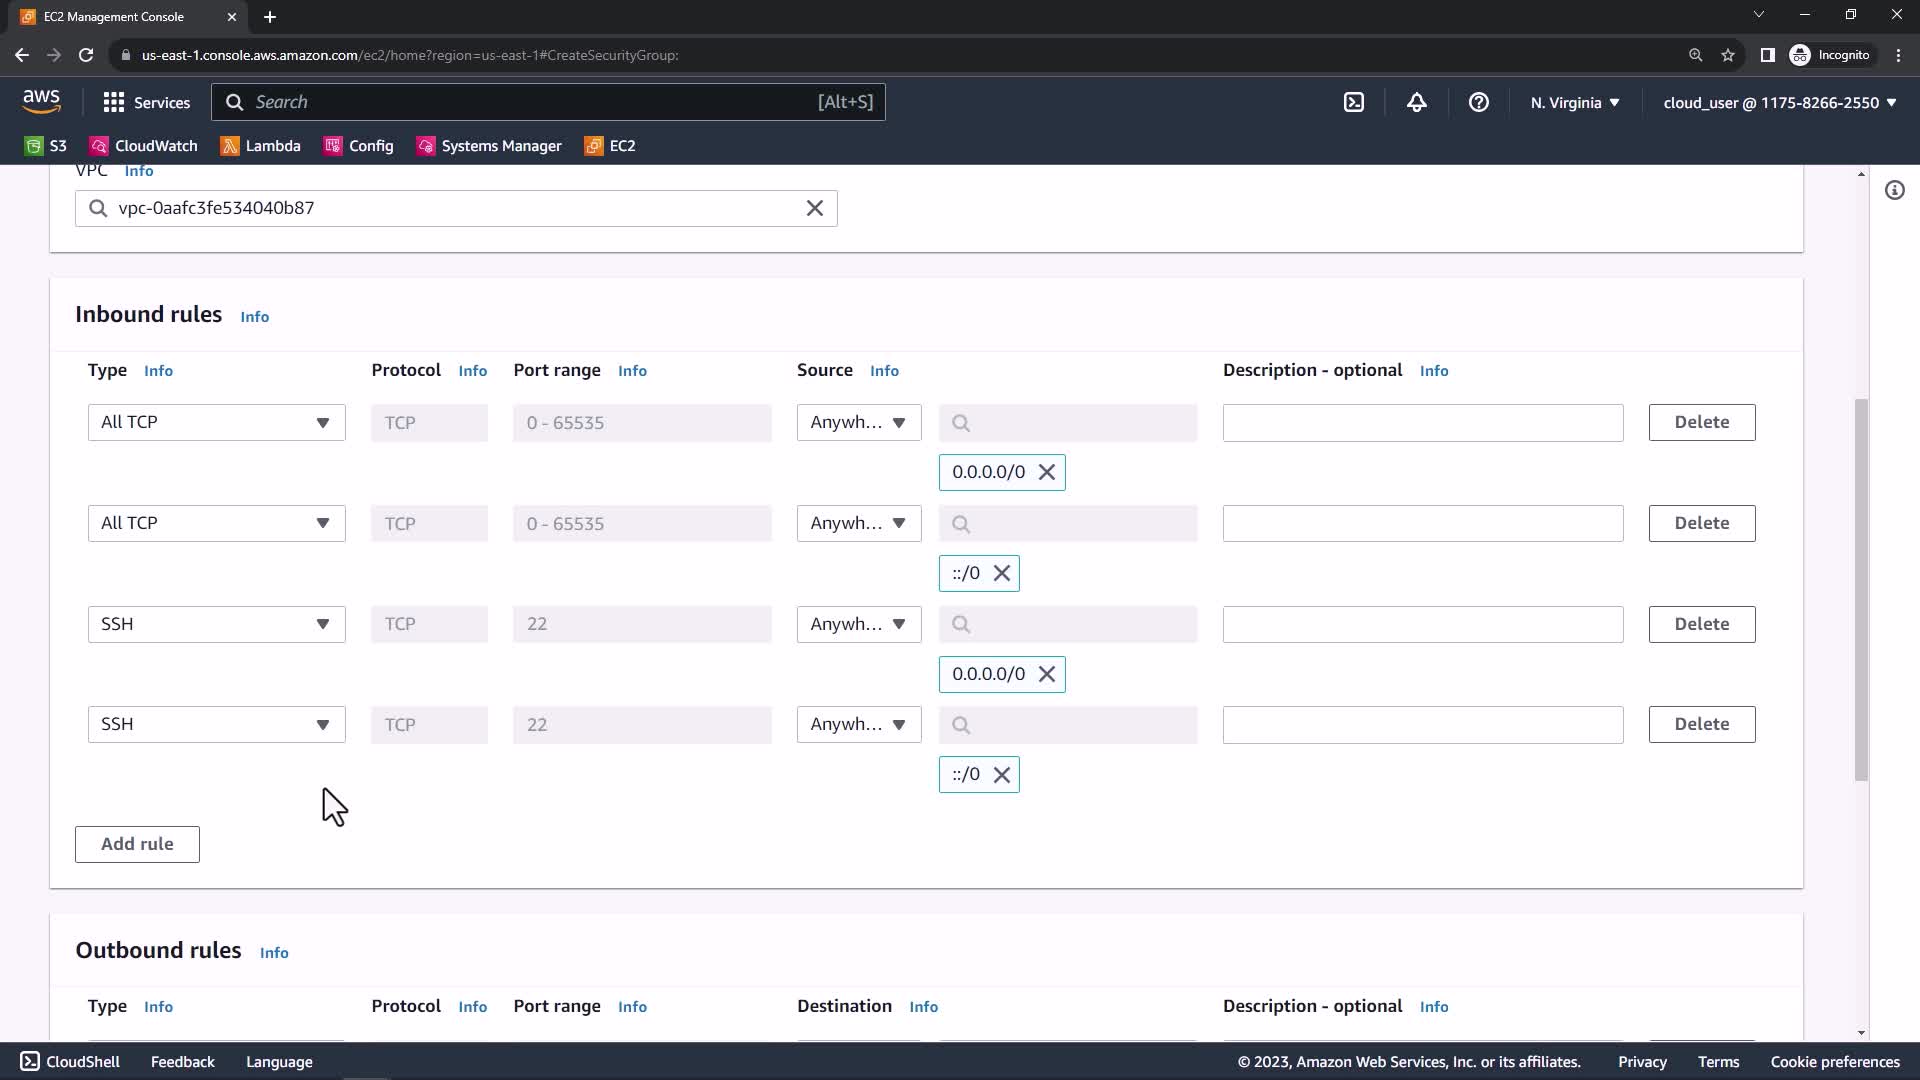 EC2 Management Console
us-east-1.console.aws.amazon.com/ec2/home?region=us-east-1#CreateSecurityGroup:
Incognito
aws
Services
Search
[Alt+S]
N. Virginia
cloud_user @ 1175-8266-2550
S3
CloudWatch
Lambda
Config
Systems Manager
EC2
VPC Info
vpc-0aafc3fe534040b87
Inbound rules Info
Type Info Protocol Info Port range Info Source Info Description - optional Info
All TCP TCP 0 - 65535 Anywh... Delete
0.0.0.0/0
All TCP TCP 0 - 65535 Anywh... Delete
::/0
SSH TCP 22 Anywh... Delete
0.0.0.0/0
SSH TCP 22 Anywh... Delete
::/0
Add rule
Outbound rules Info
Type Info Protocol Info Port range Info Destination Info Description - optional Info
CloudShell Feedback Language © 2023, Amazon Web Services, Inc. or its affiliates. Privacy Terms Cookie preferences